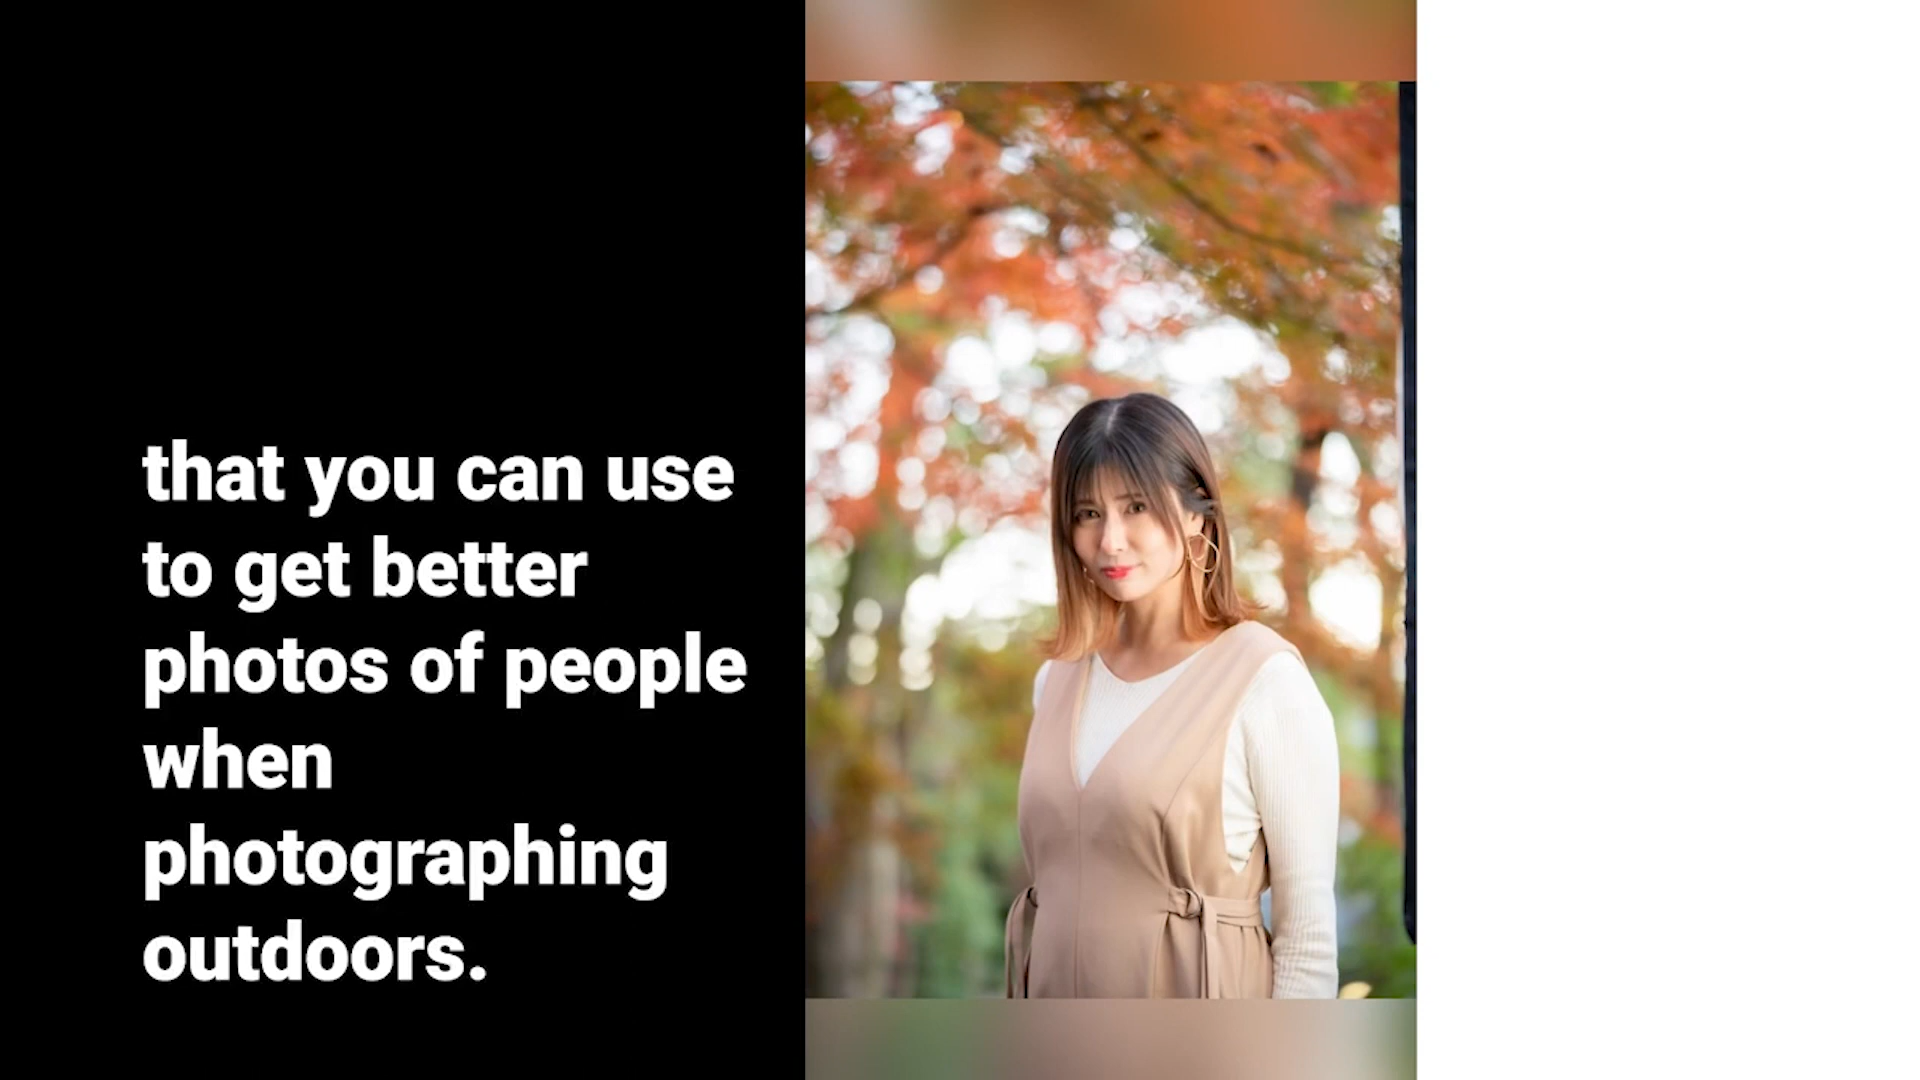 that you can use
to get better
photos of people
when
photographing
outdoors.